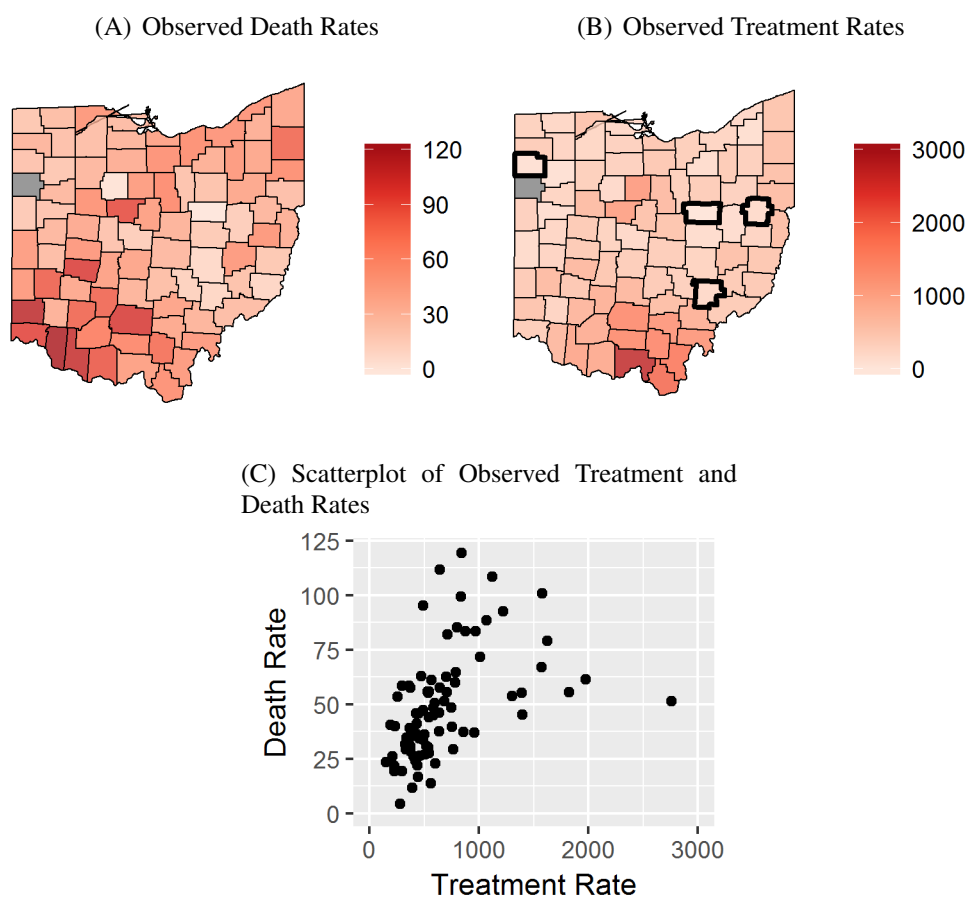 (A) Observed Death Rates
(B) Observed Treatment Rates
120
90
60
30
0
3000
2000
1000
0
(C) Scatterplot of Observed Treatment and
Death Rates
125
100
75
50
25
0
Death Rate
0 1000 2000 3000
Treatment Rate